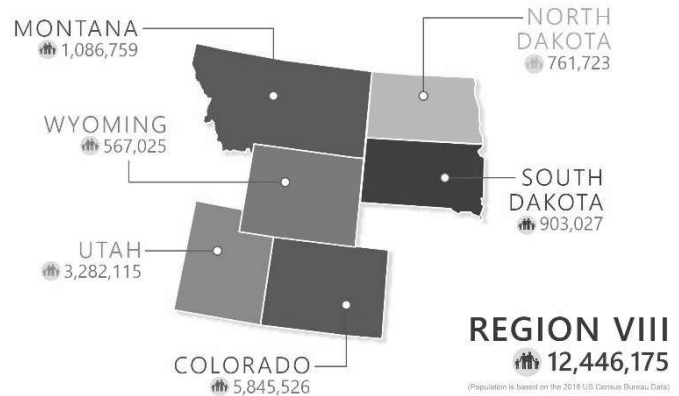 MONTANA
1,086,759
NORTH
DAKOTA
761,723
WYOMING
567,025
SOUTH
DAKOTA
903,027
UTAH
3,282,115
COLORADO
5,845,526
REGION VIII
12,446,175
(Population is based on the 2018 US Census Bureau Data)